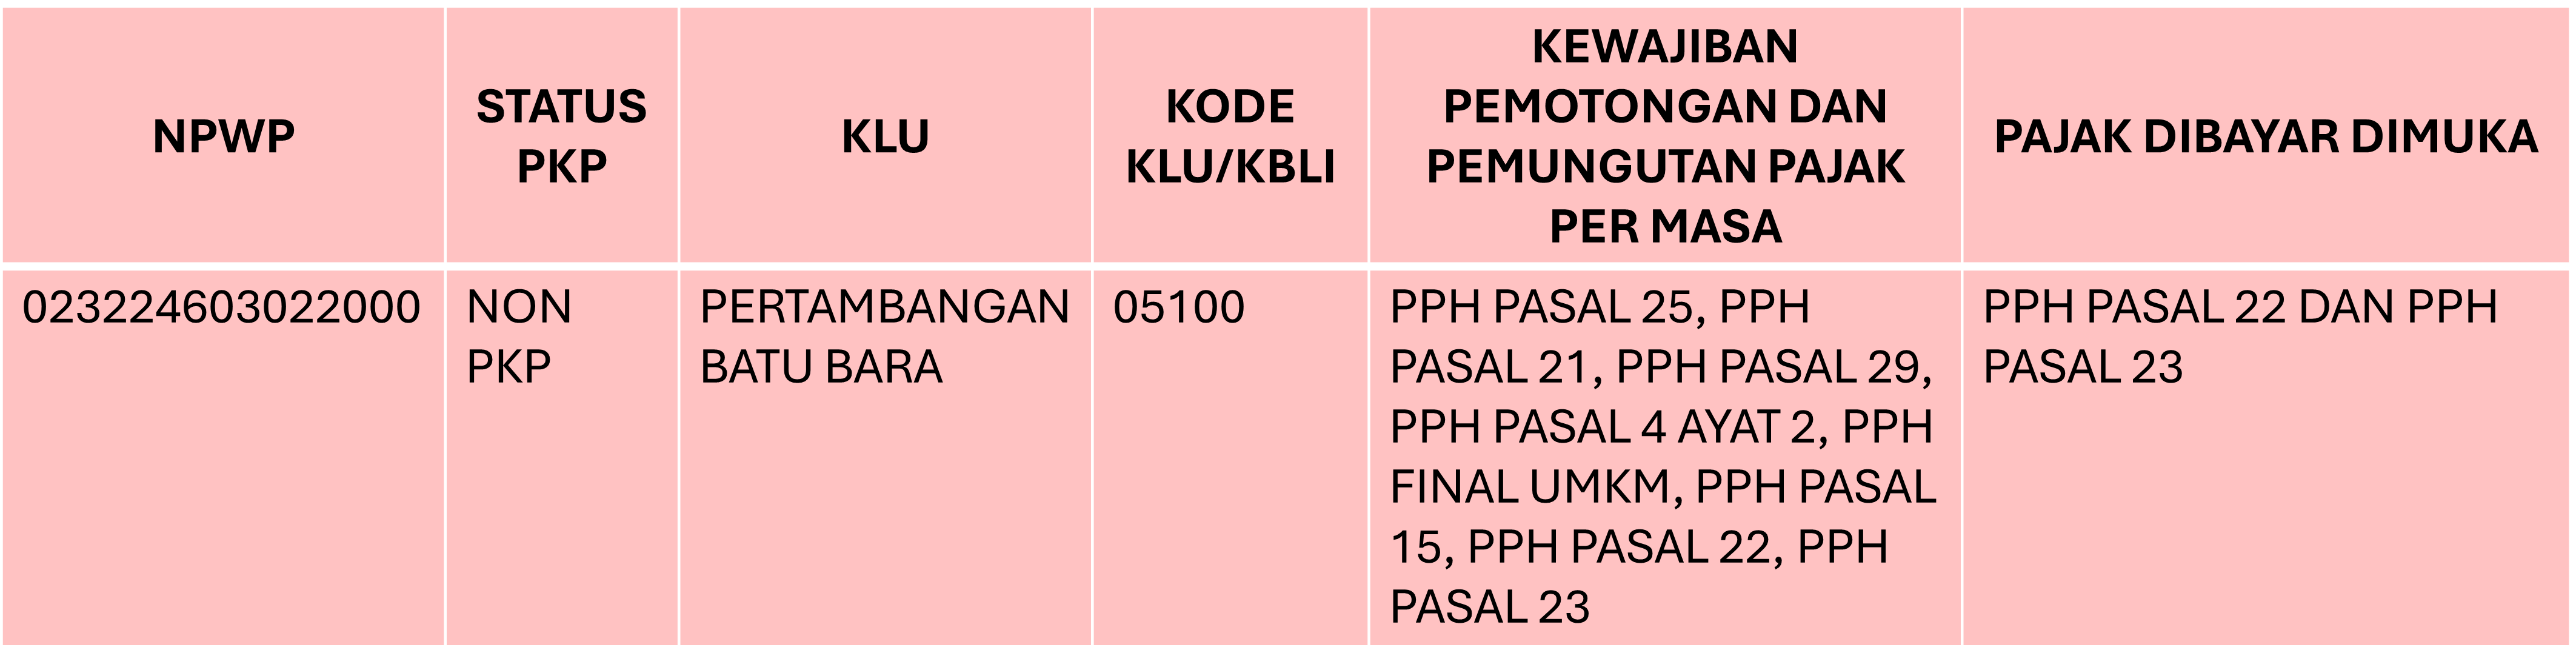 NPWP
STATUS
PKP
KLU
KODE
KLU/KBLI
KEWAJIBAN
PEMOTONGAN DAN
PEMUNGUTAN PAJAK
PER MASA
PAJAK DIBAYAR DIMUKA
023224603022000
NON
PKP
PERTAMBANGAN
BATU BARA
05100
PPH PASAL 25, PPH
PASAL 21, PPH PASAL 29,
PPH PASAL 4 AYAT 2, PPH
FINAL UMKM, PPH PASAL
15, PPH PASAL 22, PPH
PASAL 23
PPH PASAL 22 DAN PPH
PASAL 23